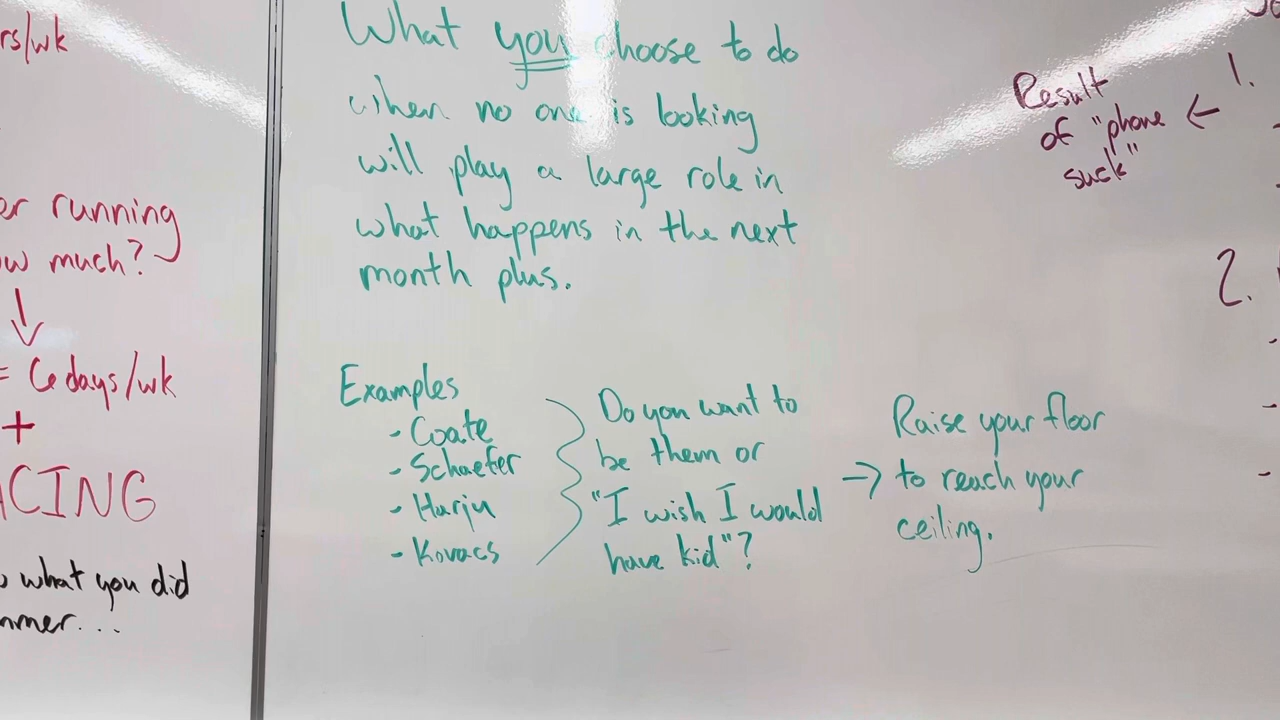 rs/wk
er running
ow much?
↓
= 6 days/wk
+
ACING
what you did
mmer...
What you choose to do
when no one is looking
will play a large role in
what happens in the next
month plus.
Examples
- Coate
- Schaefer
- Harju
- Kovacs
Do you want to
be them or
"I wish I would
have kid"?
→ Raise your floor
to reach your
ceiling.
Result
of "phone ← 1.
suck"
2.